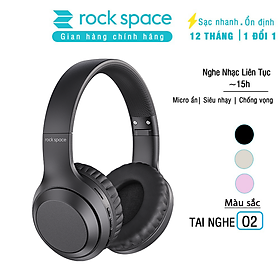 rock space
Gian hàng chính hãng
Sạc nhanh . Ổn định
12 THÁNG | 1 ĐỔI 1
Nghe Nhạc Liên Tục
~15h
Micro ẩn| Siêu nhạy | Chống vọng
rock space
Màu sắc
TAI NGHE 02